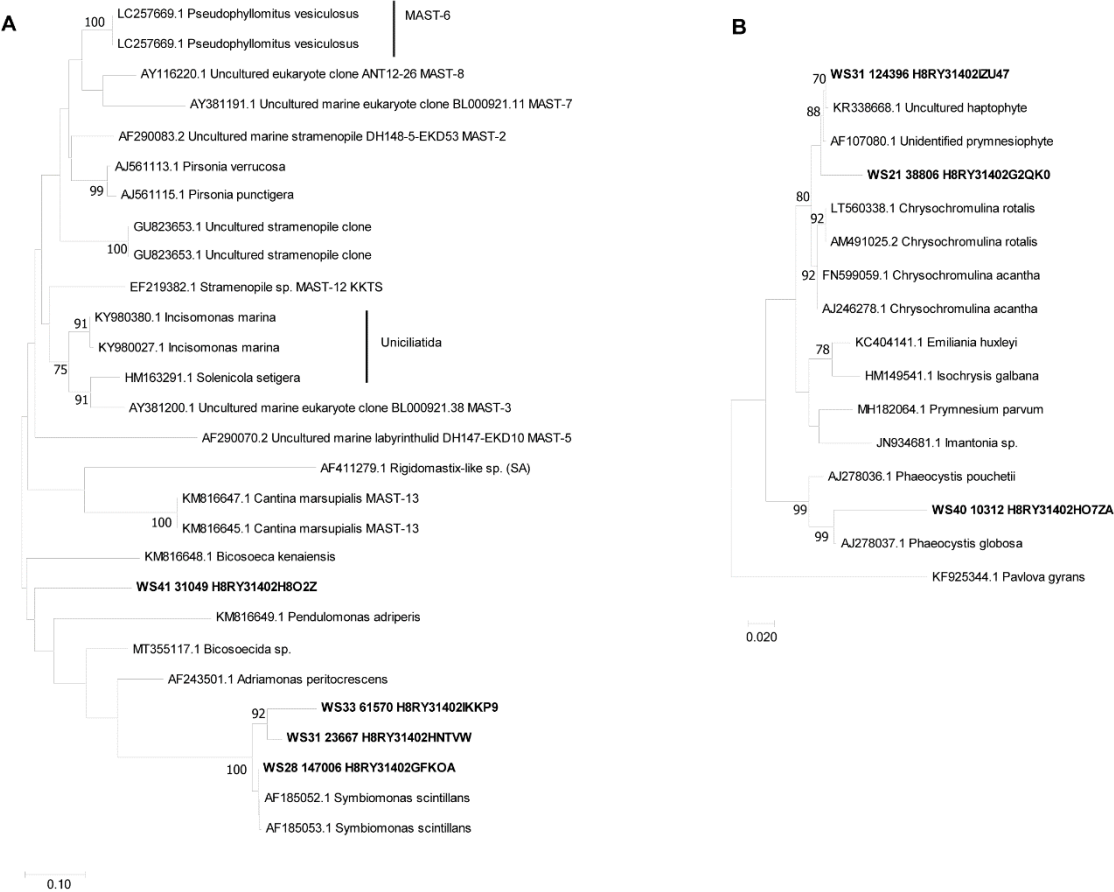 A
100
LC257669.1 Pseudophyllomitus vesiculosus
MAST-6
LC257669.1 Pseudophyllomitus vesiculosus
AY116220.1 Uncultured eukaryote clone ANT12-26 MAST-8
AY381191.1 Uncultured marine eukaryote clone BL000921.11 MAST-7
AF290083.2 Uncultured marine stramenopile DH148-5-EKD53 MAST-2
AJ561113.1 Pirsonia verrucosa
99
AJ561115.1 Pirsonia punctigera
GU823653.1 Uncultured stramenopile clone
100
GU823653.1 Uncultured stramenopile clone
EF219382.1 Stramenopile sp. MAST-12 KKTS
91
KY980380.1 Incisomonas marina
Uniciliatida
KY980027.1 Incisomonas marina
75
HM163291.1 Solenicola setigera
91
AY381200.1 Uncultured marine eukaryote clone BL000921.38 MAST-3
AF290070.2 Uncultured marine labyrinthulid DH147-EKD10 MAST-5
AF411279.1 Rigidomastix-like sp. (SA)
KM816647.1 Cantina marsupialis MAST-13
100
KM816645.1 Cantina marsupialis MAST-13
KM816648.1 Bicosoeca kenaiensis
WS41 31049 H8RY31402H8O2Z
KM816649.1 Pendulomonas adriperis
MT355117.1 Bicosoecida sp.
AF243501.1 Adriamonas peritocrescens
92
WS33 61570 H8RY31402IKKP9
WS31 23667 H8RY31402HNTVW
100
WS28 147006 H8RY31402GFKOA
AF185052.1 Symbiomonas scintillans
AF185053.1 Symbiomonas scintillans
0.10
B
70
WS31 124396 H8RY31402IZU47
88
KR338668.1 Uncultured haptophyte
AF107080.1 Unidentified prymnesiophyte
WS21 38806 H8RY31402G2QK0
80
LT560338.1 Chrysochromulina rotalis
92
AM491025.2 Chrysochromulina rotalis
92
FN599059.1 Chrysochromulina acantha
AJ246278.1 Chrysochromulina acantha
78
KC404141.1 Emiliania huxleyi
HM149541.1 Isochrysis galbana
MH182064.1 Prymnesium parvum
JN934681.1 Imantonia sp.
AJ278036.1 Phaeocystis pouchetii
99
WS40 10312 H8RY31402HO7ZA
99
AJ278037.1 Phaeocystis globosa
KF925344.1 Pavlova gyrans
0.020